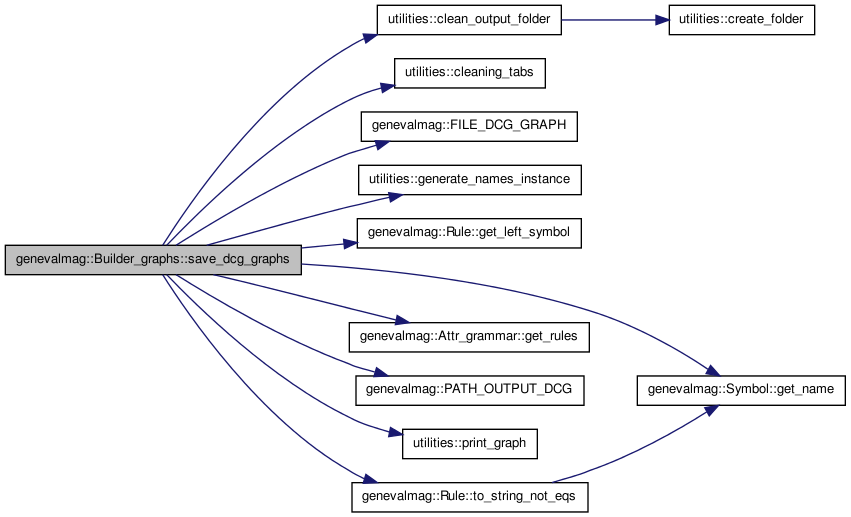 utilities::clean_output_folder
utilities::create_folder
utilities::cleaning_tabs
genevalmag::FILE_DCG_GRAPH
utilities::generate_names_instance
genevalmag::Rule::get_left_symbol
genevalmag::Builder_graphs::save_dcg_graphs
genevalmag::Attr_grammar::get_rules
genevalmag::PATH_OUTPUT_DCG
genevalmag::Symbol::get_name
utilities::print_graph
genevalmag::Rule::to_string_not_eqs